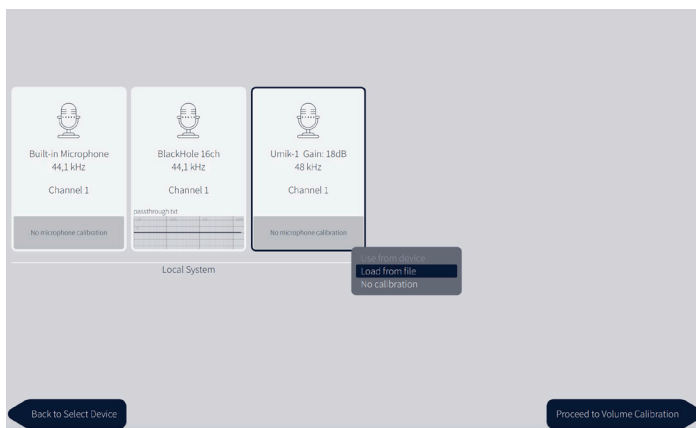 Built-in Microphone
44,1 kHz
Channel 1
No microphone calibration
BlackHole 16ch
44,1 kHz
Channel 1
passthrough txt
Umik-1 Gain: 18dB
48 kHz
Channel 1
No microphone calibration
Local System
Use from device
Load from file
No calibration
Back to Select Device
Proceed to Volume Calibration